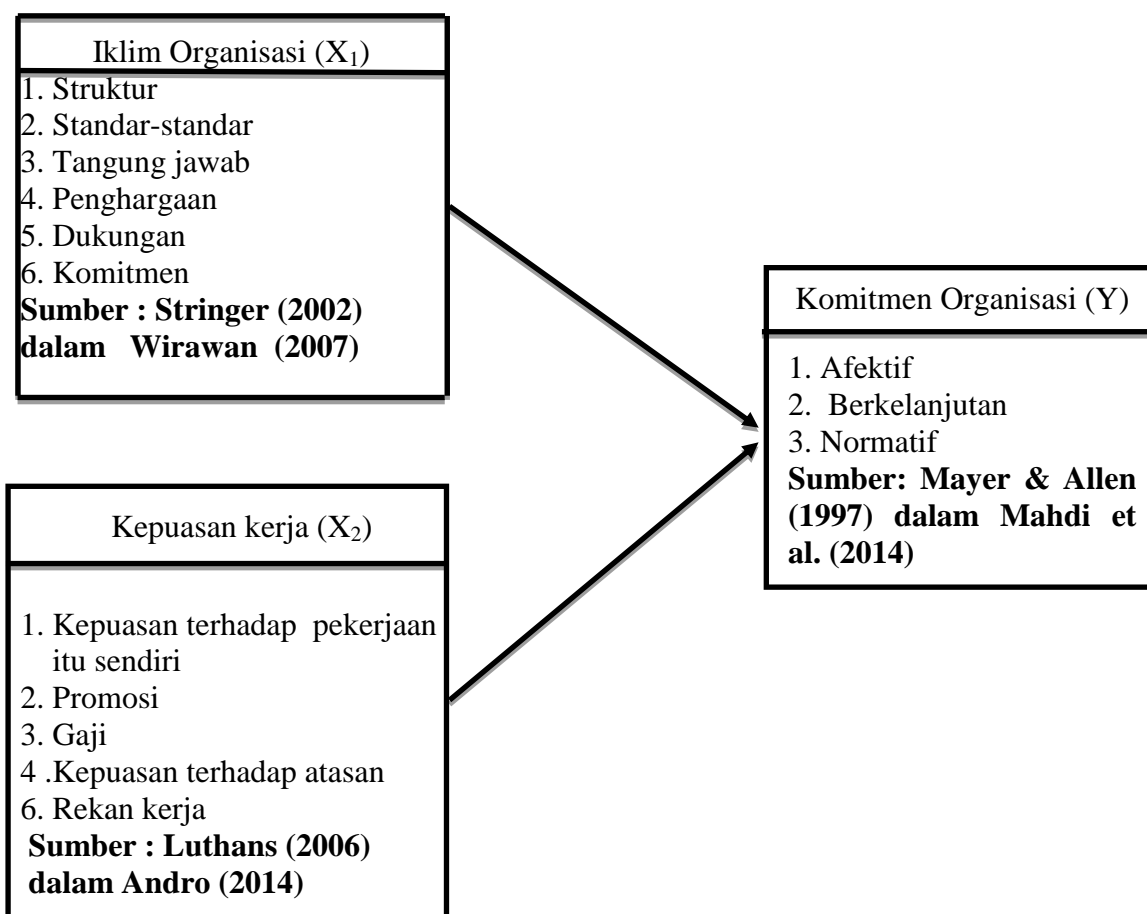 Iklim Organisasi (X₁)
1. Struktur
2. Standar-standar
3. Tangung jawab
4. Penghargaan
5. Dukungan
6. Komitmen
Sumber : Stringer (2002)
dalam Wirawan (2007)
Kepuasan kerja (X₂)
1. Kepuasan terhadap pekerjaan
itu sendiri
2. Promosi
3. Gaji
4 .Kepuasan terhadap atasan
6. Rekan kerja
Sumber : Luthans (2006)
dalam Andro (2014)
Komitmen Organisasi (Y)
1. Afektif
2. Berkelanjutan
3. Normatif
Sumber: Mayer & Allen
(1997) dalam Mahdi et
al. (2014)